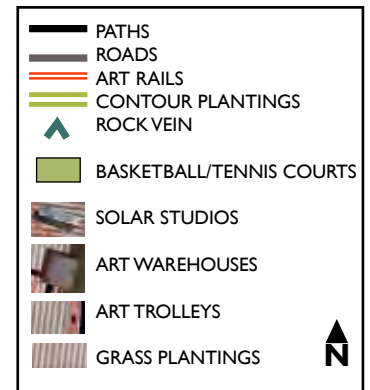 PATHS
ROADS
ART RAILS
CONTOUR PLANTINGS
ROCK VEIN
BASKETBALL/TENNIS COURTS
SOLAR STUDIOS
ART WAREHOUSES
ART TROLLEYS
GRASS PLANTINGS
N